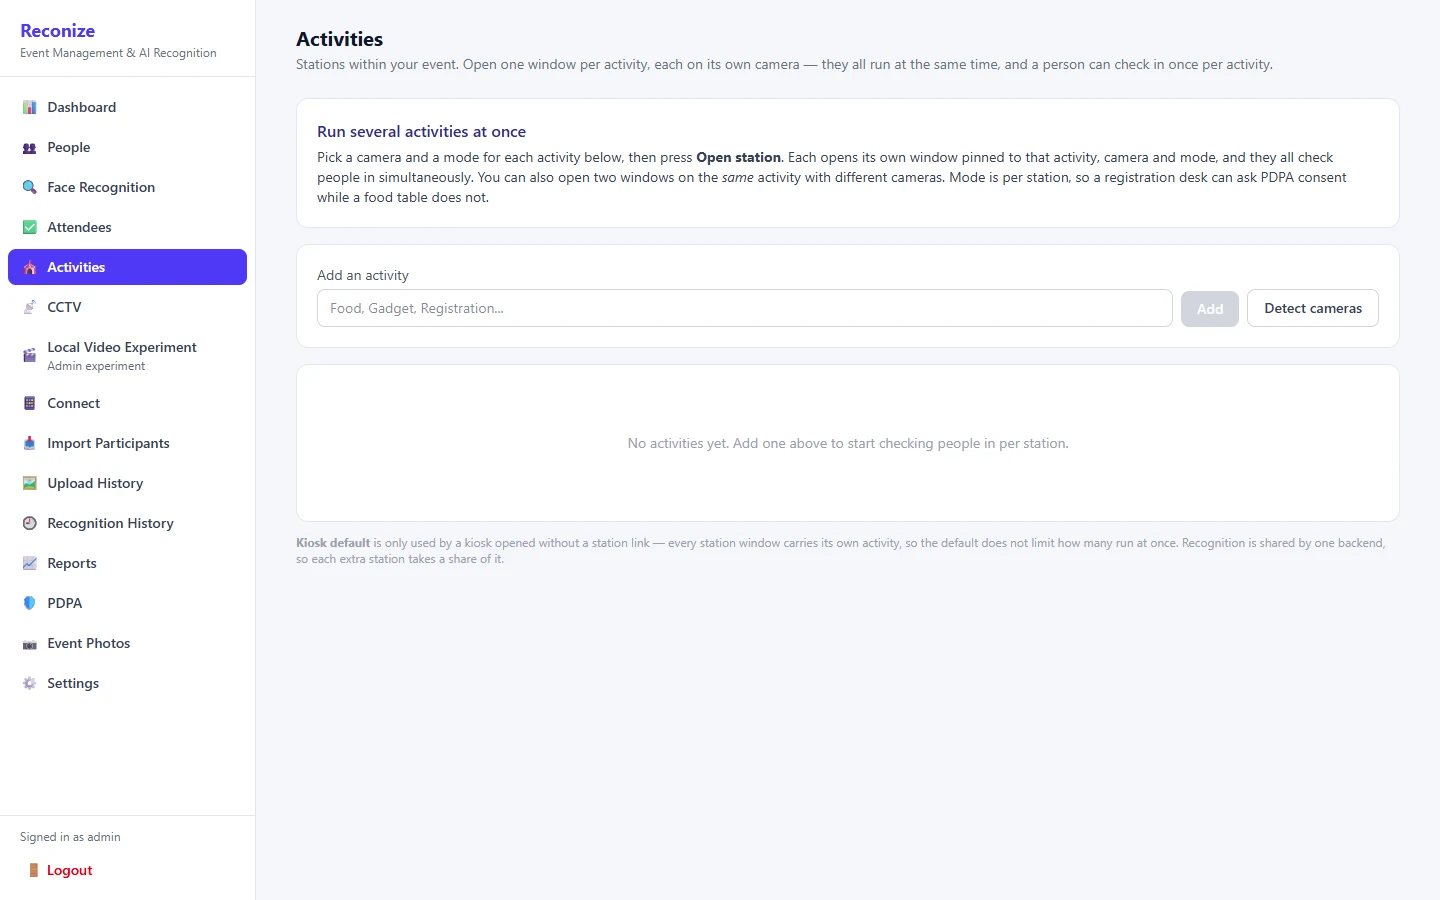 Reconize
Event Management & AI Recognition
Dashboard
People
Face Recognition
Attendees
Activities
CCTV
Local Video Experiment
Admin experiment
Connect
Import Participants
Upload History
Recognition History
Reports
PDPA
Event Photos
Settings
Signed in as admin
Logout
Activities
Stations within your event. Open one window per activity, each on its own camera — they all run at the same time, and a person can check in once per activity.
Run several activities at once
Pick a camera and a mode for each activity below, then press Open station. Each opens its own window pinned to that activity, camera and mode, and they all check
people in simultaneously. You can also open two windows on the same activity with different cameras. Mode is per station, so a registration desk can ask PDPA consent
while a food table does not.
Add an activity
Food, Gadget, Registration...
Add
Detect cameras
No activities yet. Add one above to start checking people in per station.
Kiosk default is only used by a kiosk opened without a station link — every station window carries its own activity, so the default does not limit how many run at once. Recognition is shared by one backend,
so each extra station takes a share of it.